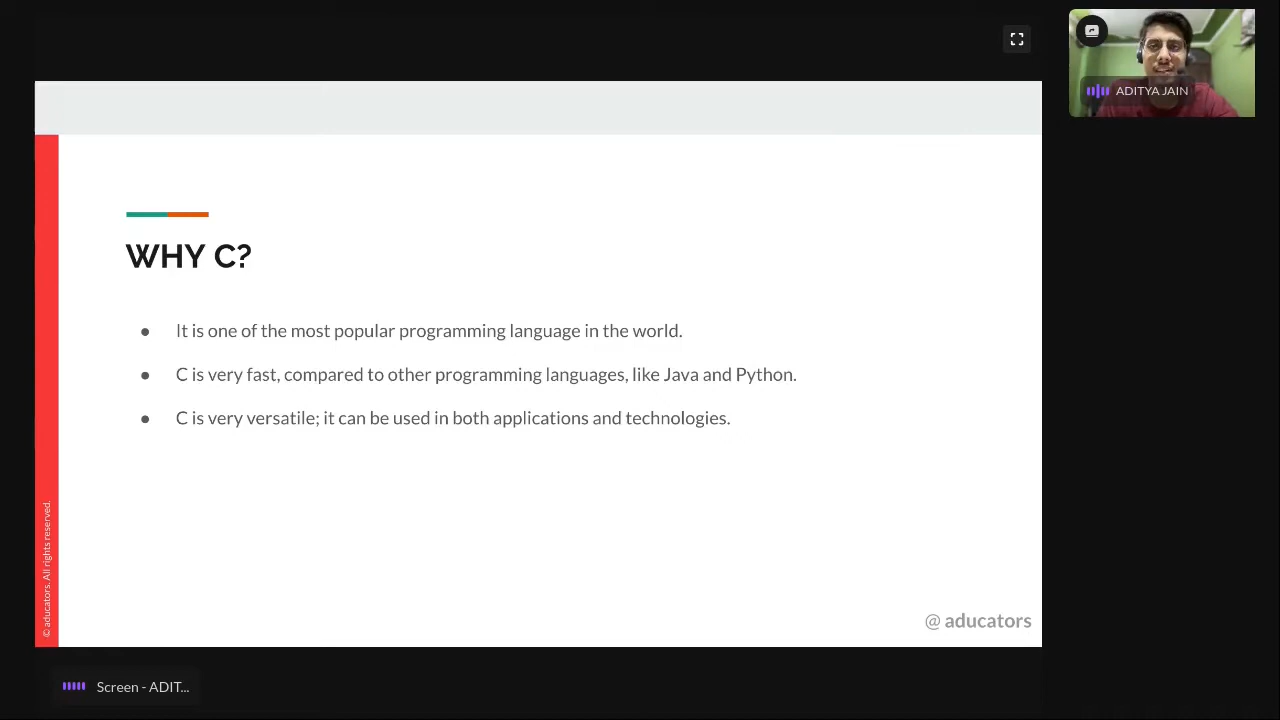 ADITYA JAIN
WHY C?
● It is one of the most popular programming language in the world.
● C is very fast, compared to other programming languages, like Java and Python.
● C is very versatile; it can be used in both applications and technologies.
© aducators. All rights reserved.
@ aducators
Screen - ADIT...